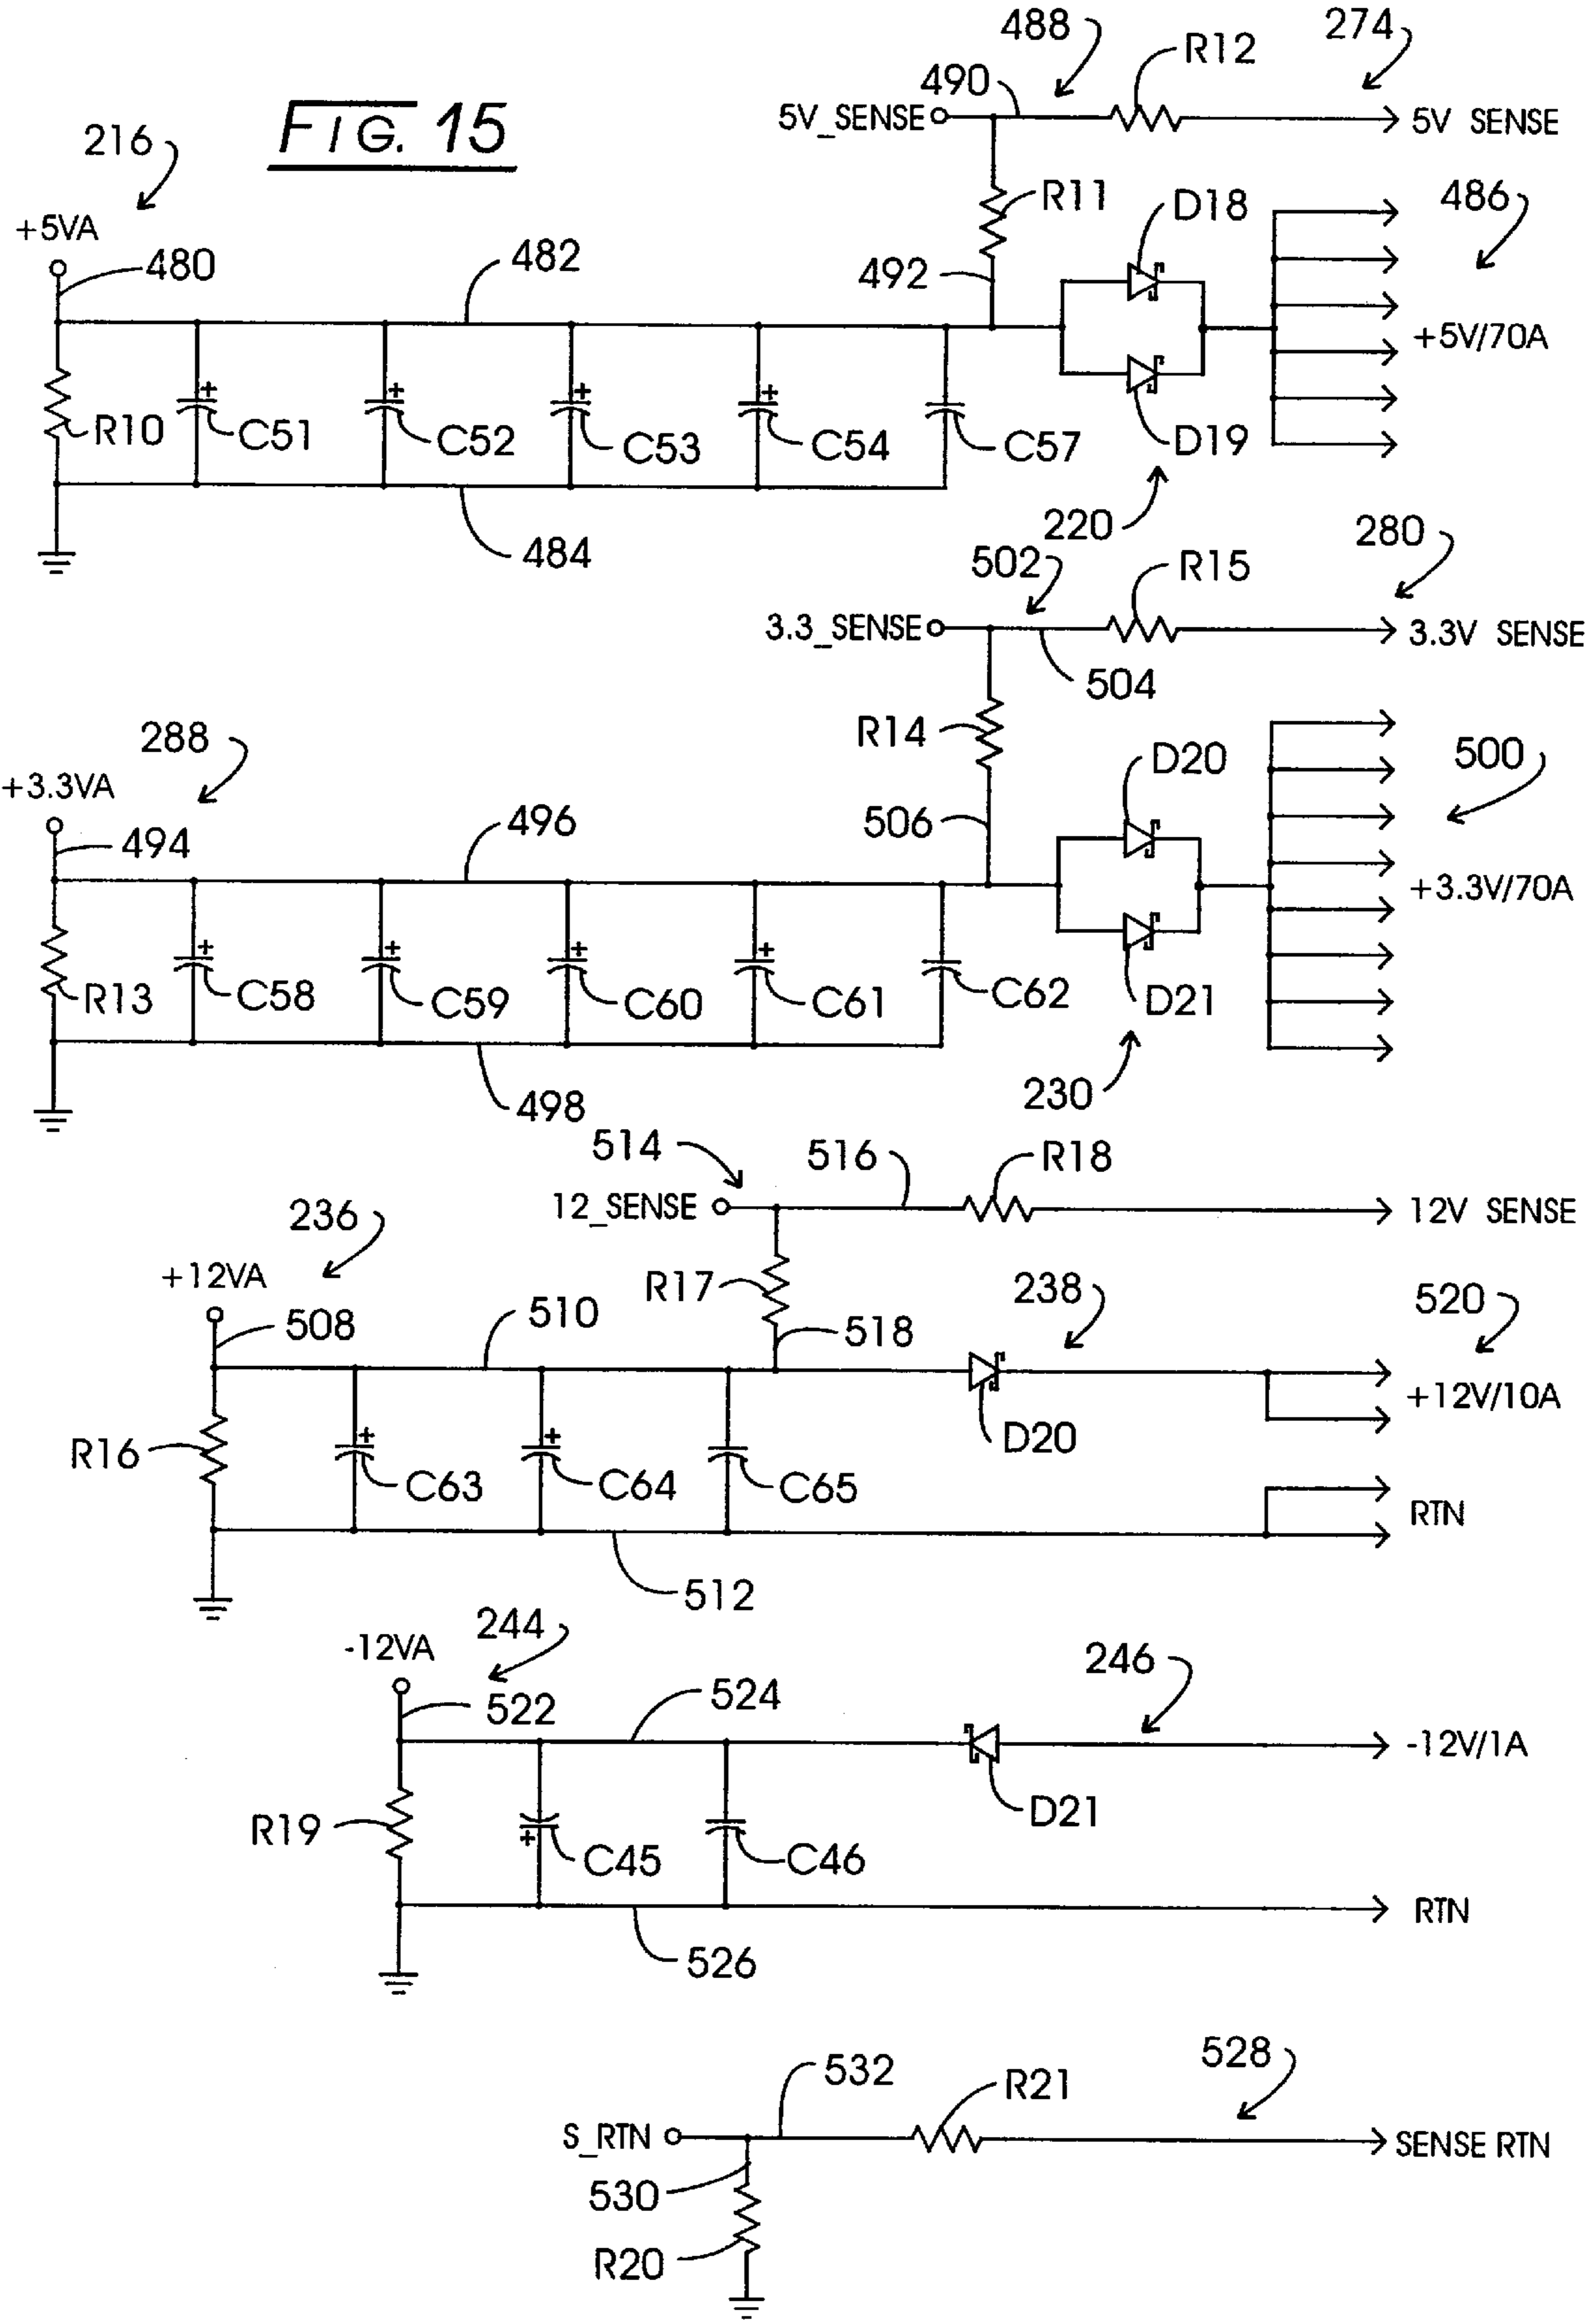 FIG. 15
488
274
R12
490
5V_SENSE
5V SENSE
216
R11
D18
486
+5VA
480
482
492
+5V/70A
R10
+
C51
+
C52
+
C53
+
C54
C57
D19
484
220
280
502
R15
3.3_SENSE
3.3V SENSE
504
288
R14
D20
500
+3.3VA
494
496
506
+3.3V/70A
R13
+
C58
+
C59
+
C60
+
C61
C62
D21
498
230
514
516
R18
12_SENSE
12V SENSE
236
R17
238
520
+12VA
508
510
518
+12V/10A
D20
R16
+
C63
+
C64
C65
RTN
512
244
-12VA
246
522
524
-12V/1A
D21
R19
+
C45
C46
RTN
526
532
R21
528
S_RTN
SENSE RTN
530
R20